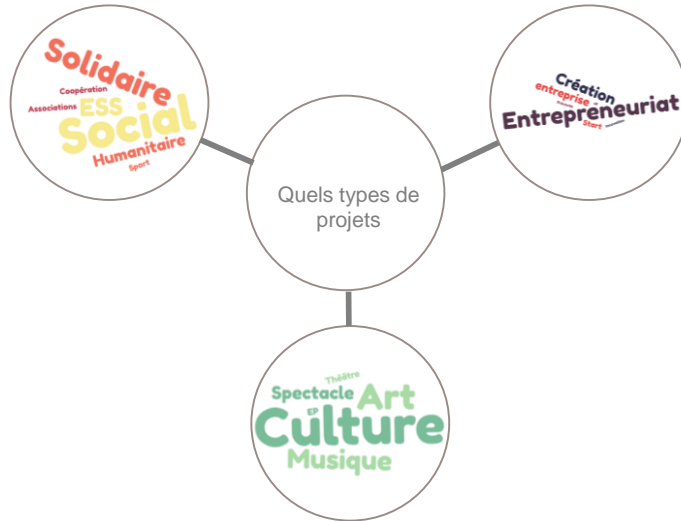 Solidaire
Coopération
Associations ESS
Social
Humanitaire
Sport
Création
entreprise
Entrepreneuriat
Start
Quels types de
projets
Théâtre
Spectacle Art
EP
Culture
Musique